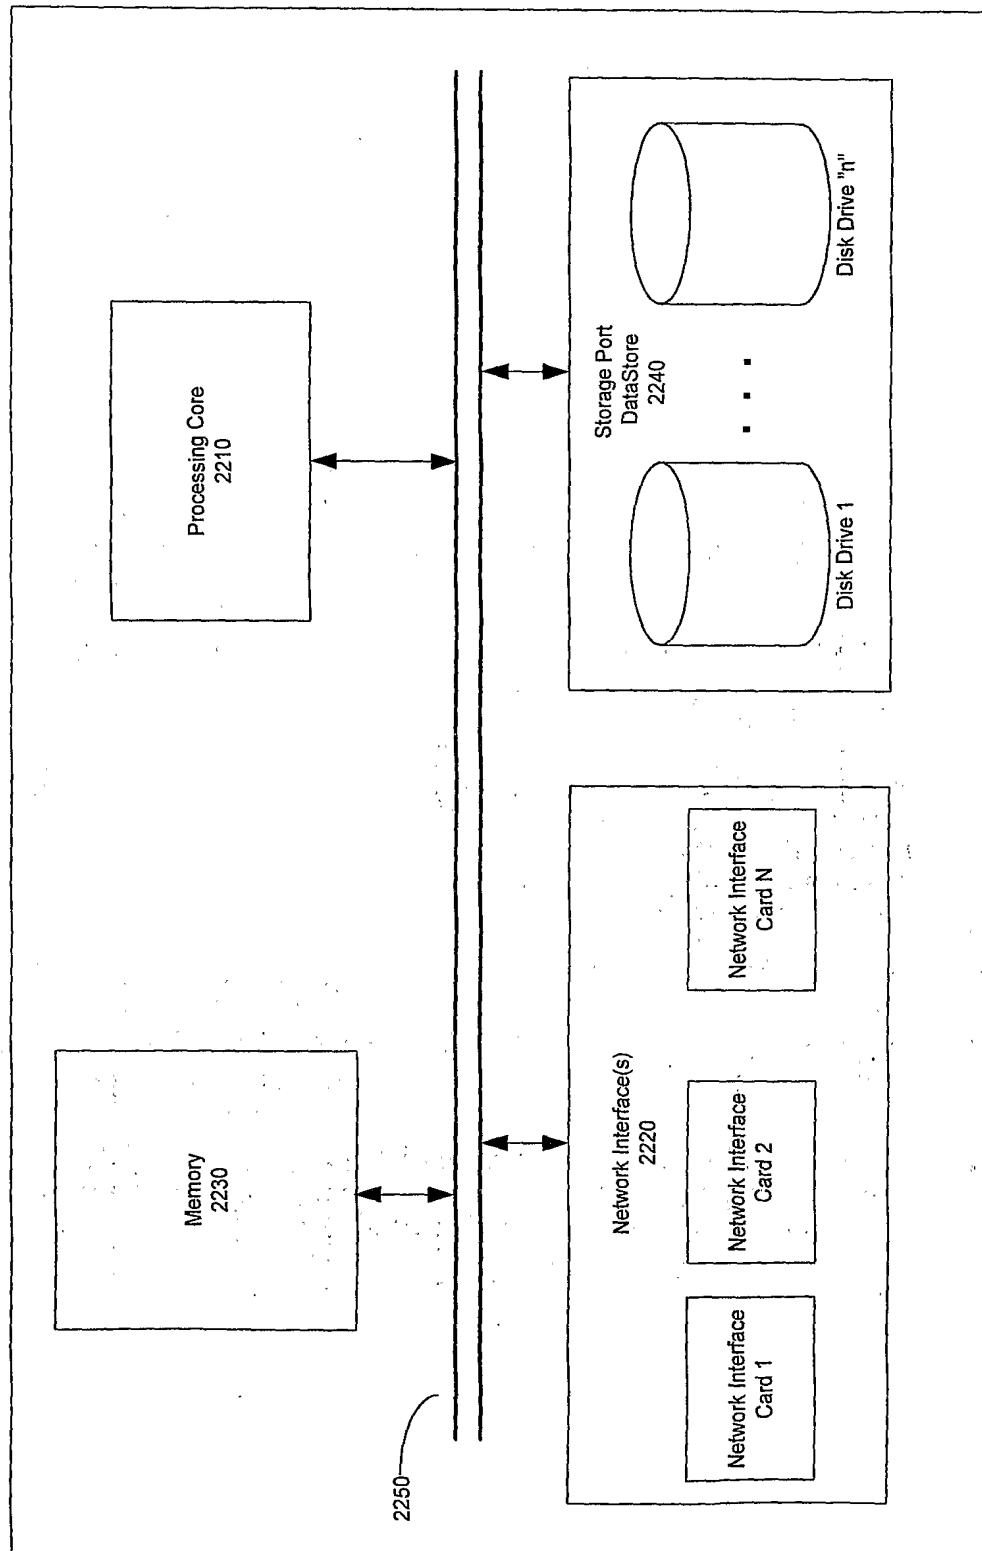 Memory
2230
Processing Core
2210
2250
Network Interface(s)
2220
Network Interface
Card 1
Network Interface
Card 2
Network Interface
Card N
Storage Port
DataStore
2240
Disk Drive 1
Disk Drive "n"